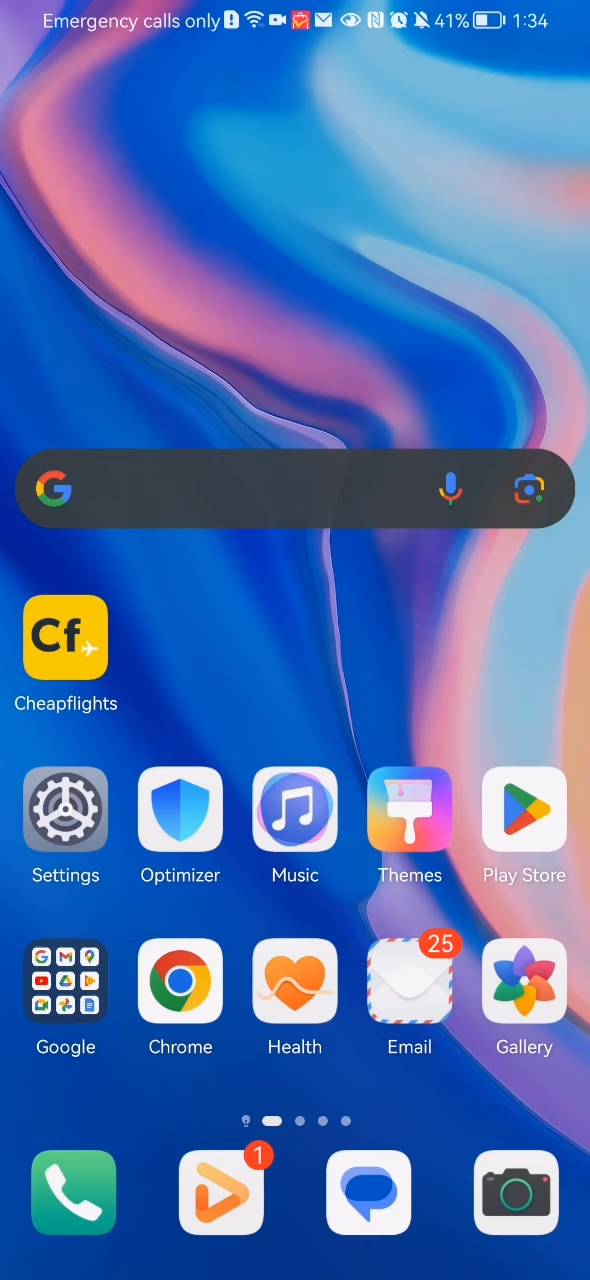 Emergency calls only 41% 1:34
Cf
Cheapflights
Settings Optimizer Music Themes Play Store
25
Google Chrome Health Email Gallery
1